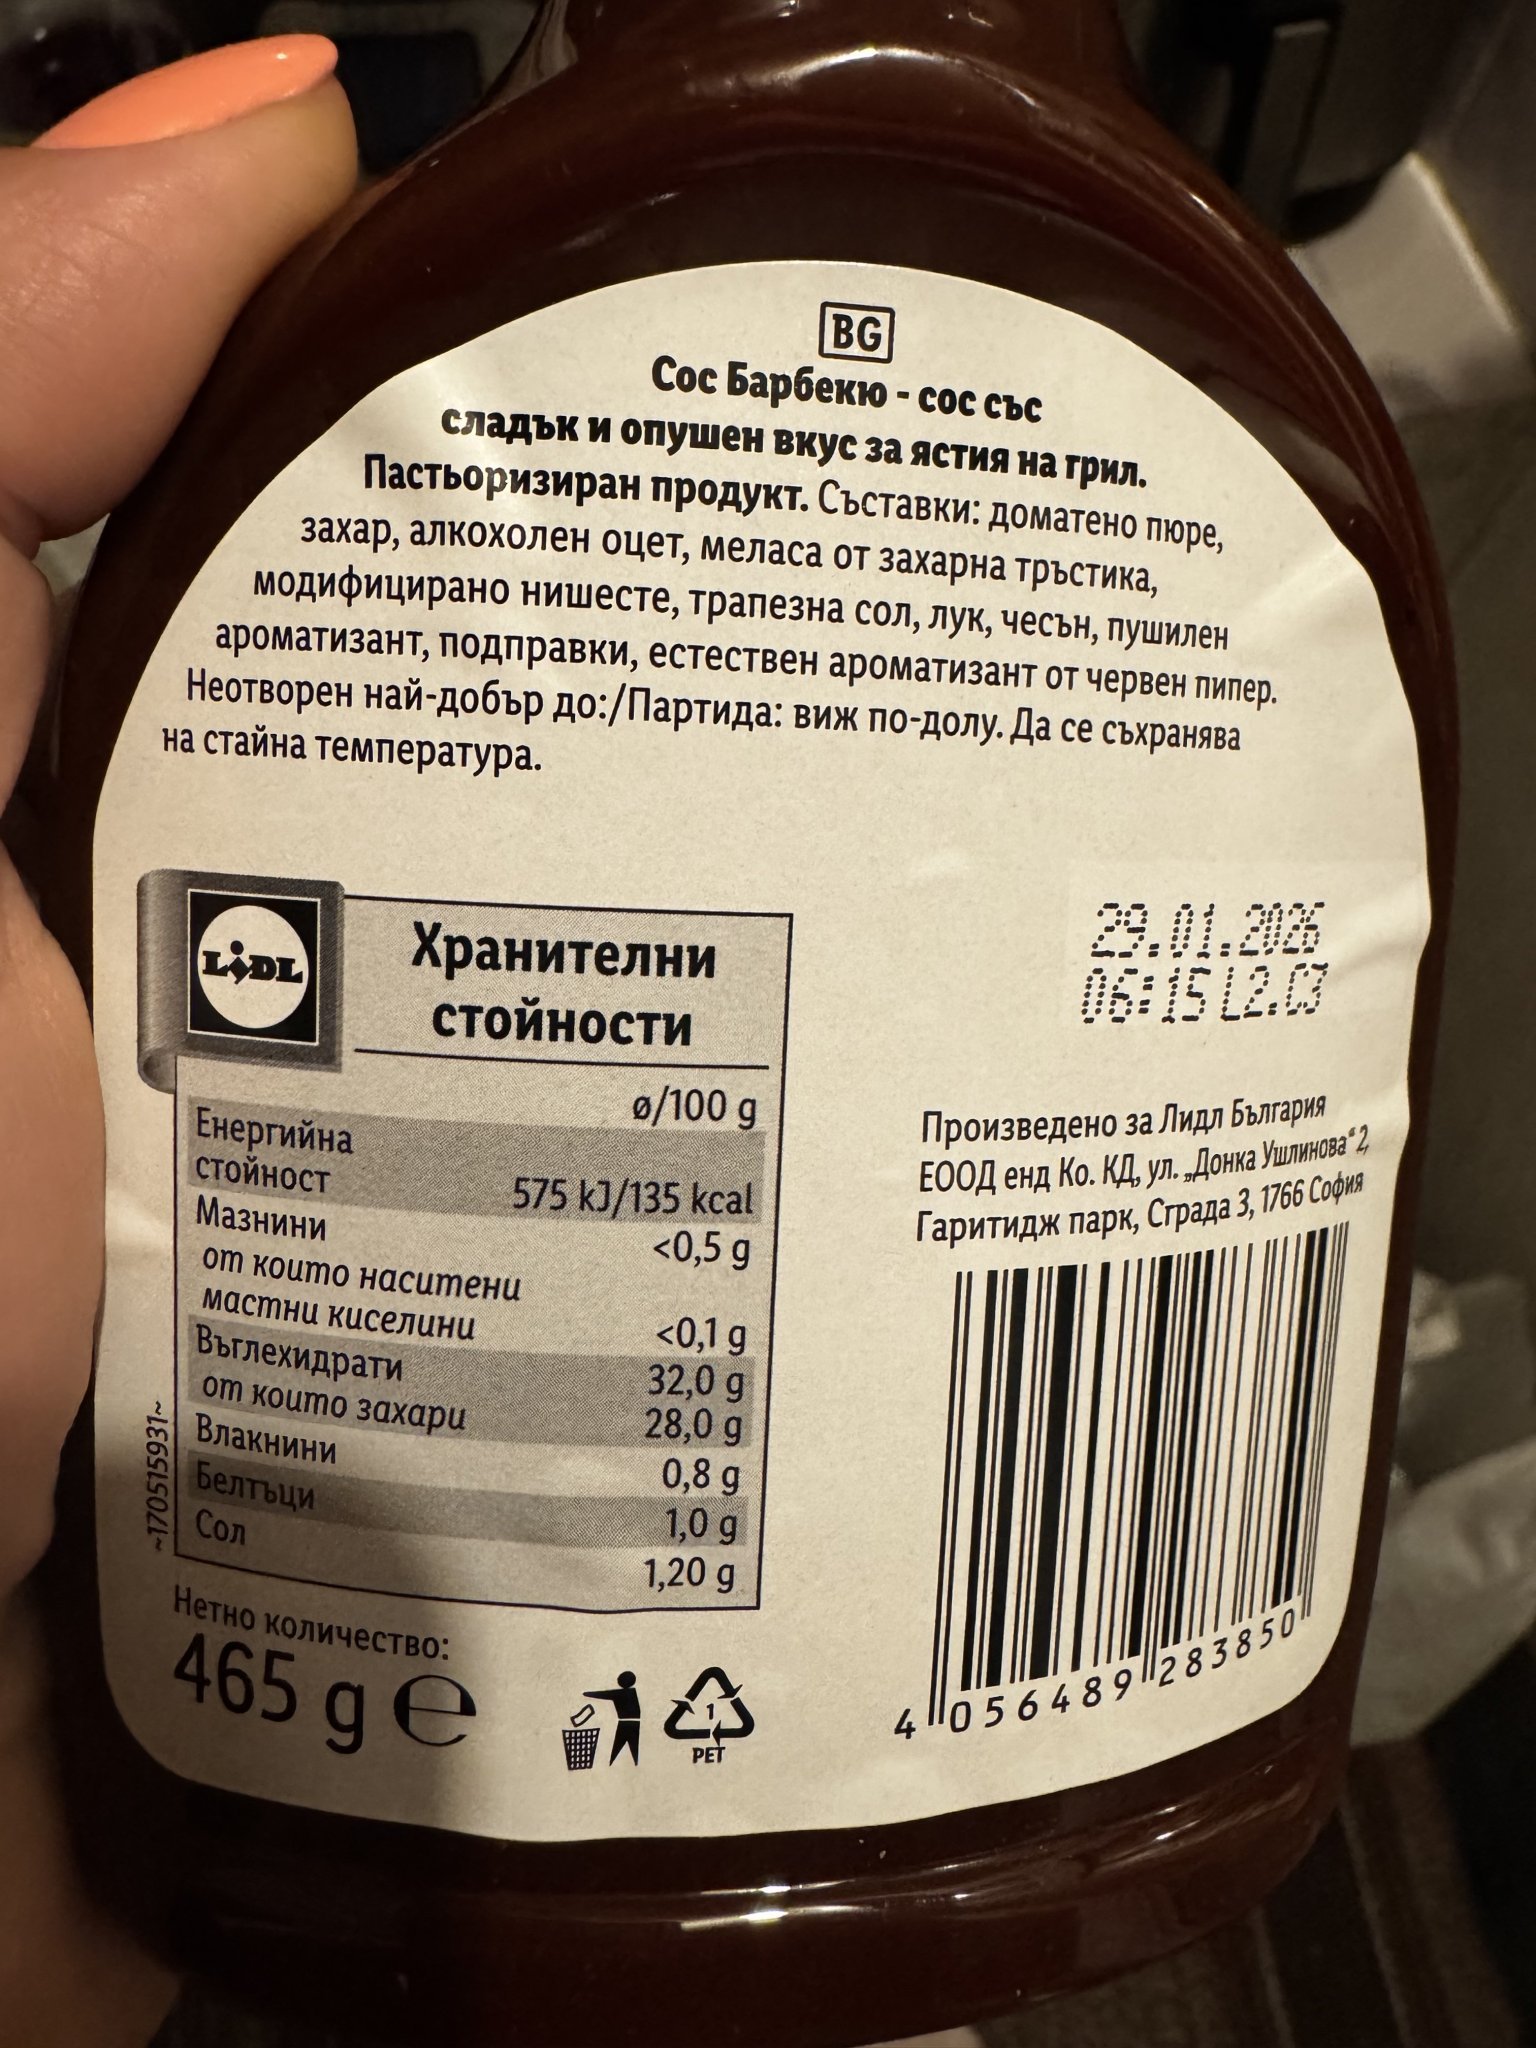 BG
Сос Барбекю - сос със
сладък и опушен вкус за ястия на грил.
Пастьоризиран продукт. Съставки: доматено пюре,
захар, алкохолен оцет, меласа от захарна тръстика,
модифицирано нишесте, трапезна сол, лук, чесън, пушилен
ароматизант, подправки, естествен ароматизант от червен пипер.
Неотворен най-добър до:/Партида: виж по-долу. Да се съхранява
на стайна температура.
LIDL
Хранителни
стойности
ø/100 g
Енергийна
стойност 575 kJ/135 kcal
Мазнини <0,5 g
от които наситени
мастни киселини <0,1 g
Въглехидрати 32,0 g
от които захари 28,0 g
Влакнини 0,8 g
Белтъци 1,0 g
Сол 1,20 g
~170515931~
Нетно количество:
465 g e
1
PET
29.01.2026
06:15 L2.03
Произведено за Лидл България
ЕООД енд Ко. КД, ул. „Донка Ушлинова“ 2,
Гаритидж парк, Сграда 3, 1766 София
4 056489 283850